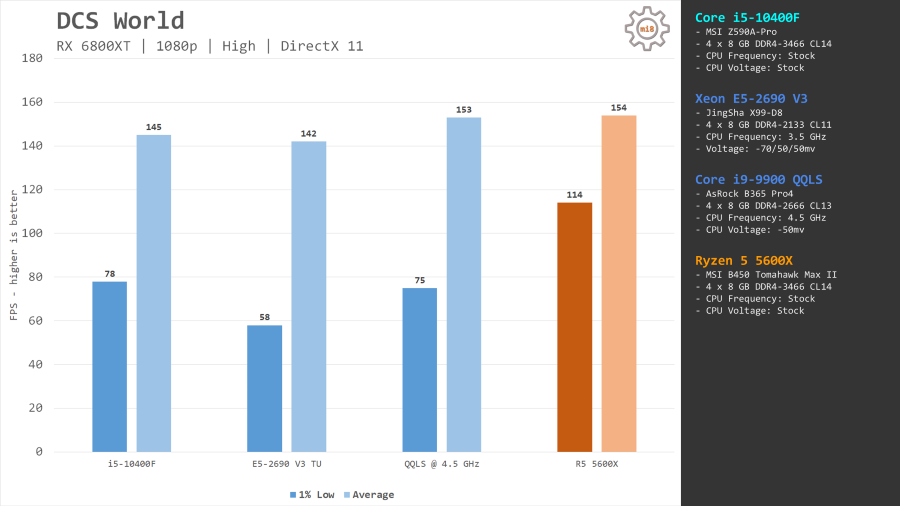 DCS World
RX 6800XT | 1080p | High | DirectX 11
mi8
FPS - higher is better
180
160
140
120
100
80
60
40
20
0
78
145
58
142
75
153
114
154
i5-10400F
E5-2690 V3 TU
QQLS @ 4.5 GHz
R5 5600X
1% Low
Average
Core i5-10400F
- MSI Z590A-Pro
- 4 x 8 GB DDR4-3466 CL14
- CPU Frequency: Stock
- CPU Voltage: Stock
Xeon E5-2690 V3
- JingSha X99-D8
- 4 x 8 GB DDR4-2133 CL11
- CPU Frequency: 3.5 GHz
- Voltage: -70/50/50mv
Core i9-9900 QQLS
- AsRock B365 Pro4
- 4 x 8 GB DDR4-2666 CL13
- CPU Frequency: 4.5 GHz
- CPU Voltage: -50mv
Ryzen 5 5600X
- MSI B450 Tomahawk Max II
- 4 x 8 GB DDR4-3466 CL14
- CPU Frequency: Stock
- CPU Voltage: Stock